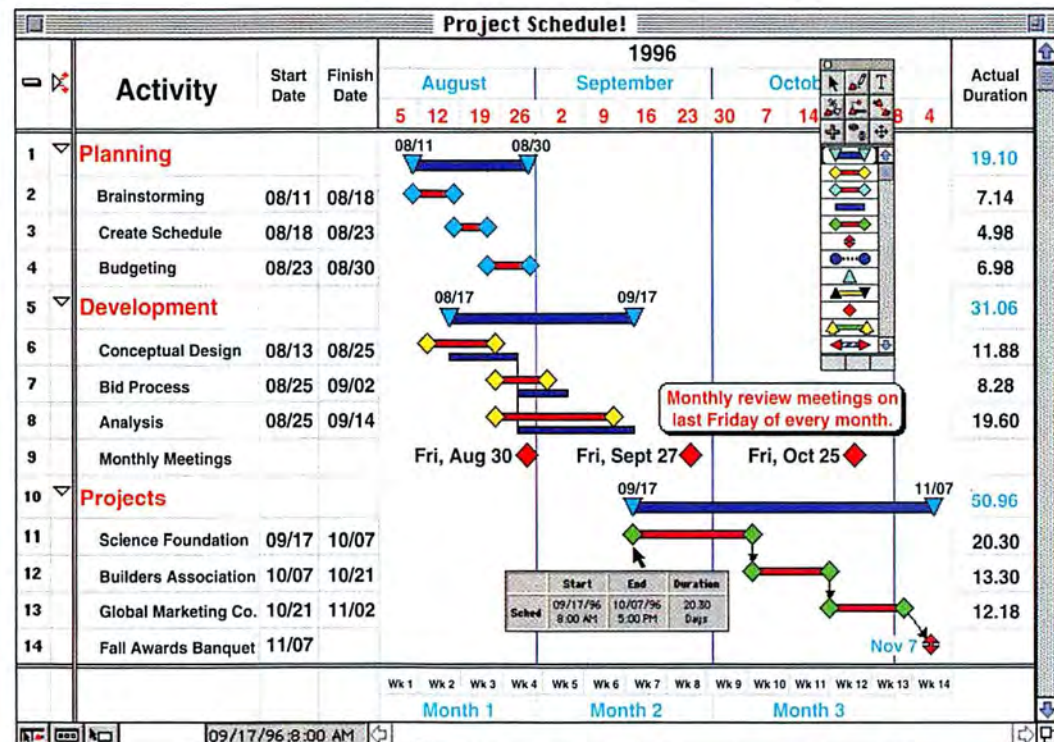 Project Schedule!
1996
Activity Start Date Finish Date August September Octob Actual Duration
5 12 19 26 2 9 16 23 30 7 14 8 4
08/11 08/30
1 Planning 19.10
2 Brainstorming 08/11 08/18 7.14
3 Create Schedule 08/18 08/23 4.98
4 Budgeting 08/23 08/30 6.98
08/17 09/17
5 Development 31.06
6 Conceptual Design 08/13 08/25 11.88
7 Bid Process 08/25 09/02 8.28
Monthly review meetings on
last Friday of every month.
8 Analysis 08/25 09/14 19.60
9 Monthly Meetings Fri, Aug 30 Fri, Sept 27 Fri, Oct 25
09/17 11/07
10 Projects 50.96
11 Science Foundation 09/17 10/07 20.30
12 Builders Association 10/07 10/21 13.30
Start End Duration
Sched 09/17/96 10/07/96 20.30
8:00 AM 5:00 PM Days
13 Global Marketing Co. 10/21 11/02 12.18
14 Fall Awards Banquet 11/07 Nov 7
Wk 1 Wk 2 Wk 3 Wk 4 Wk 5 Wk 6 Wk 7 Wk 8 Wk 9 Wk 10 Wk 11 Wk 12 Wk 13 Wk 14
Month 1 Month 2 Month 3
09/17/96;8:00 AM
T